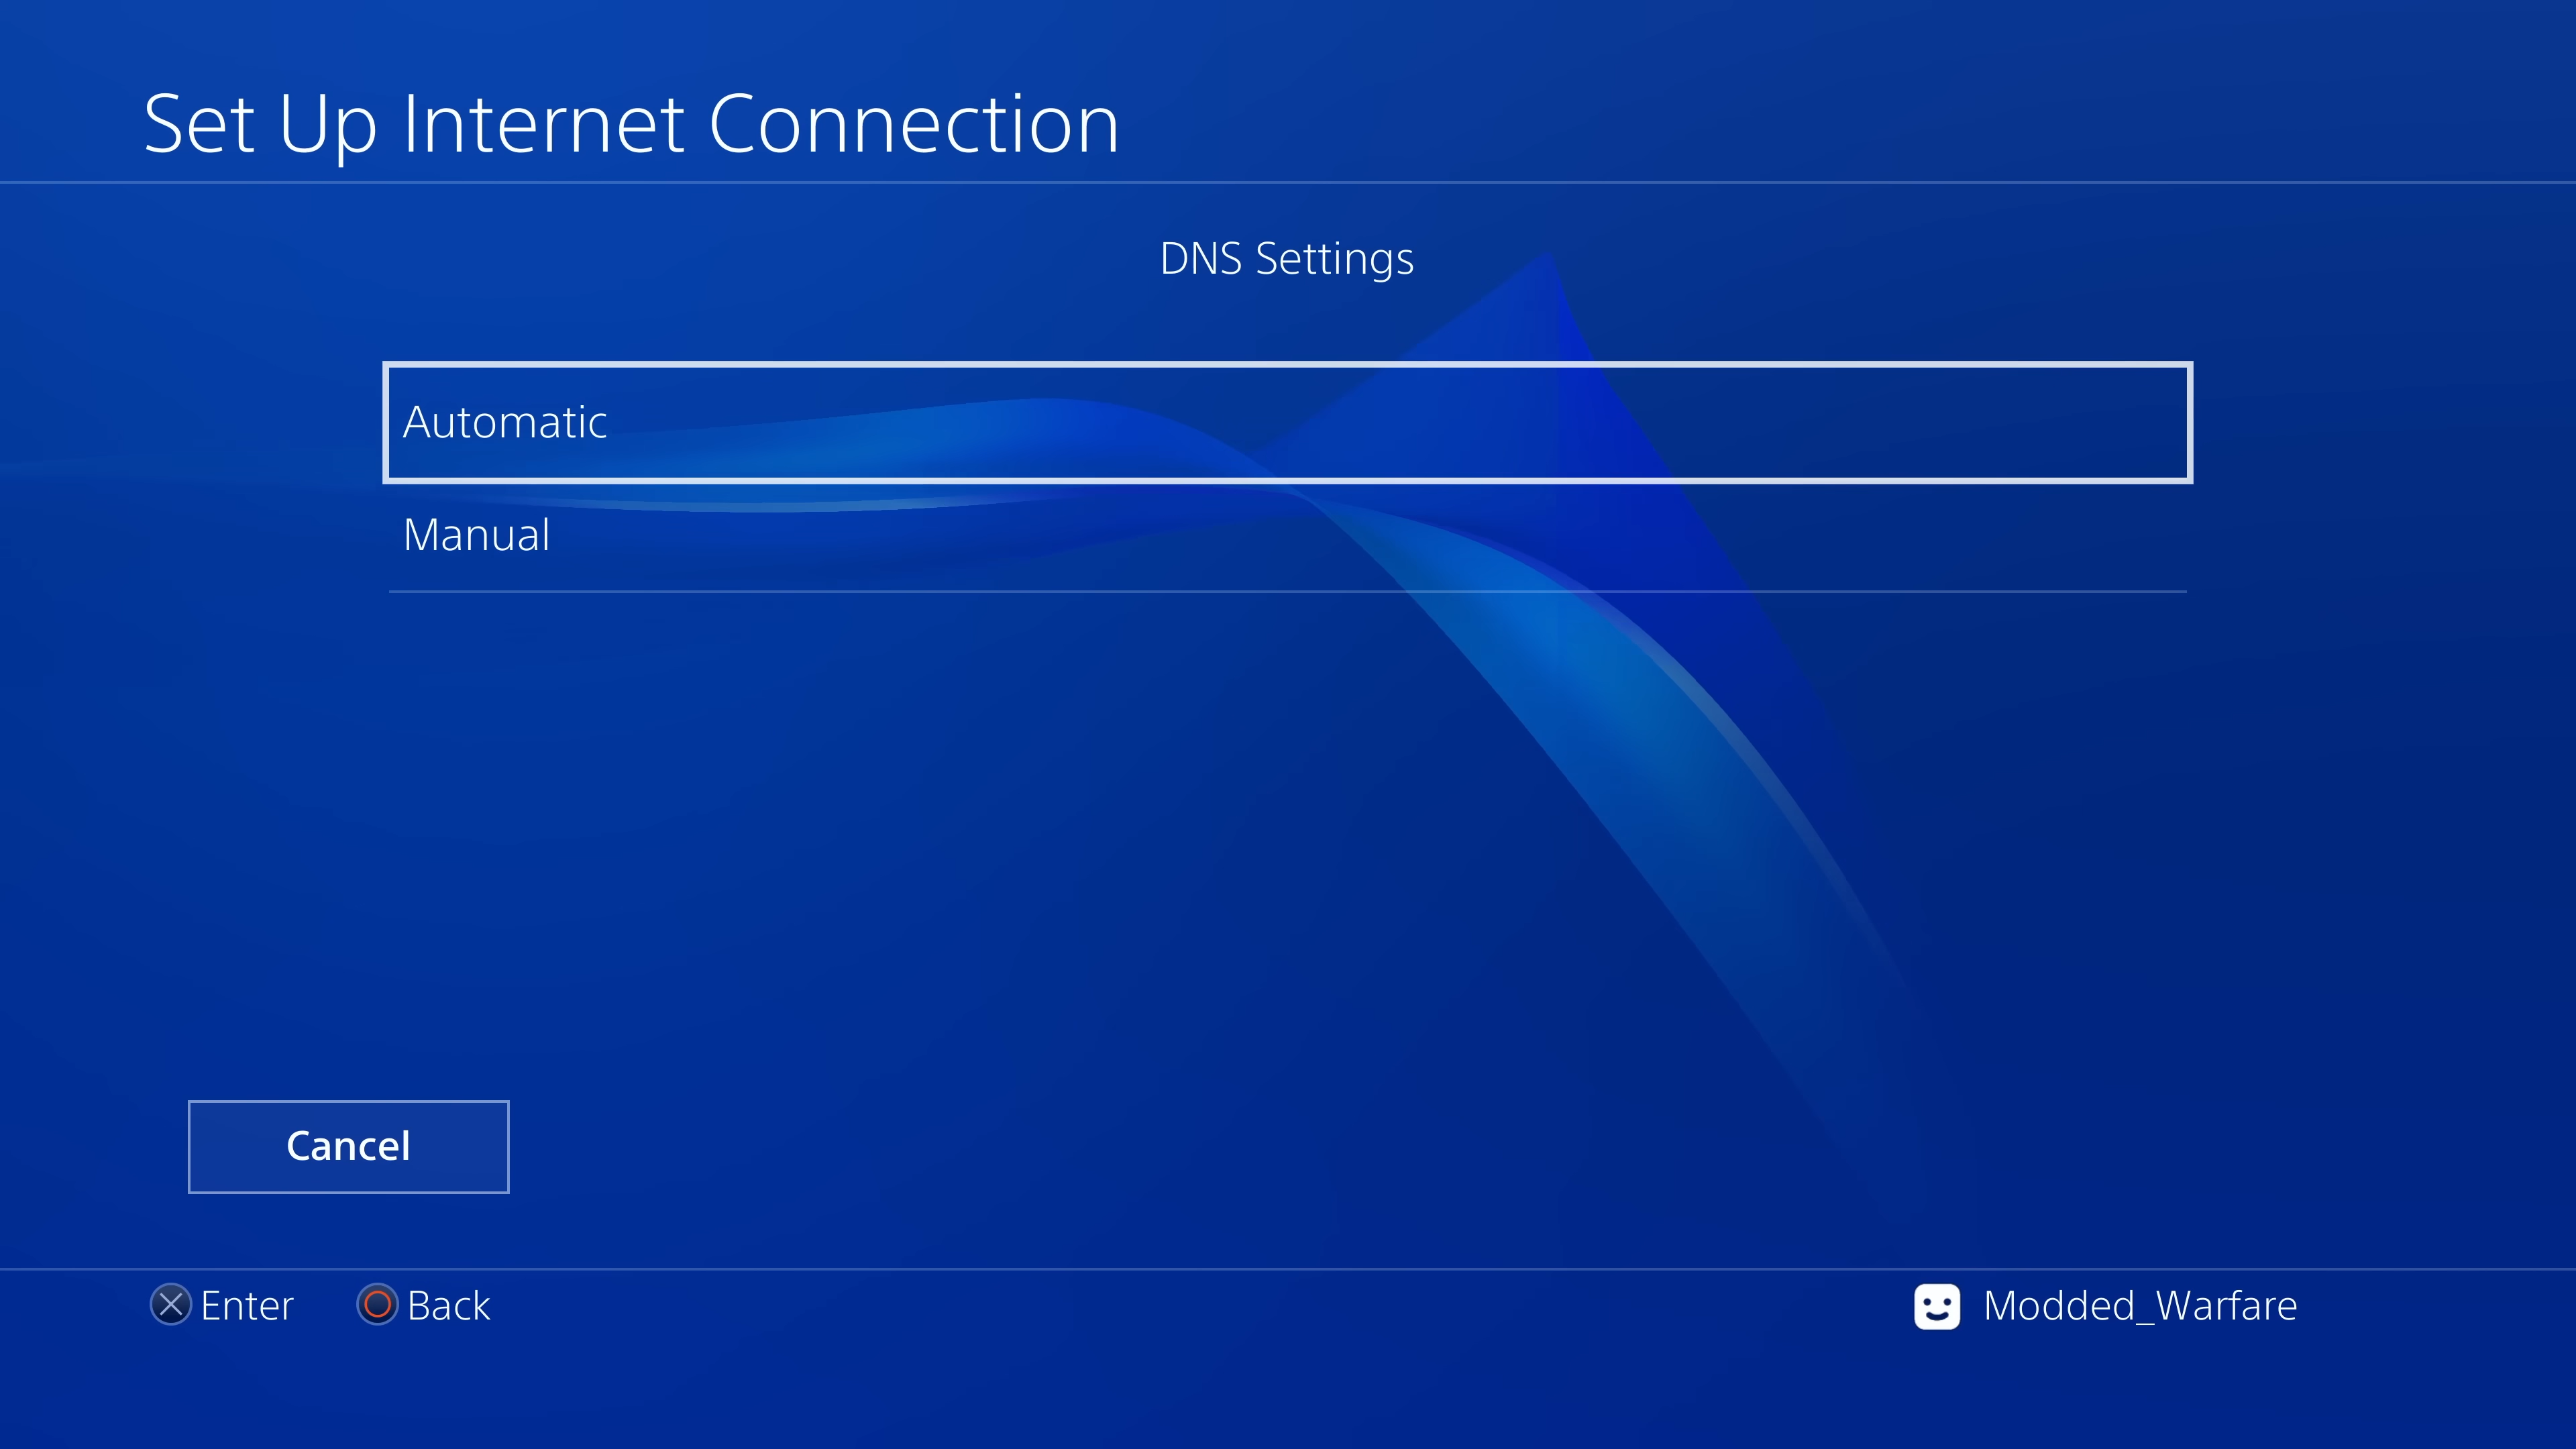 Set Up Internet Connection
DNS Settings
Automatic
Manual
Cancel
Enter Back Modded_Warfare